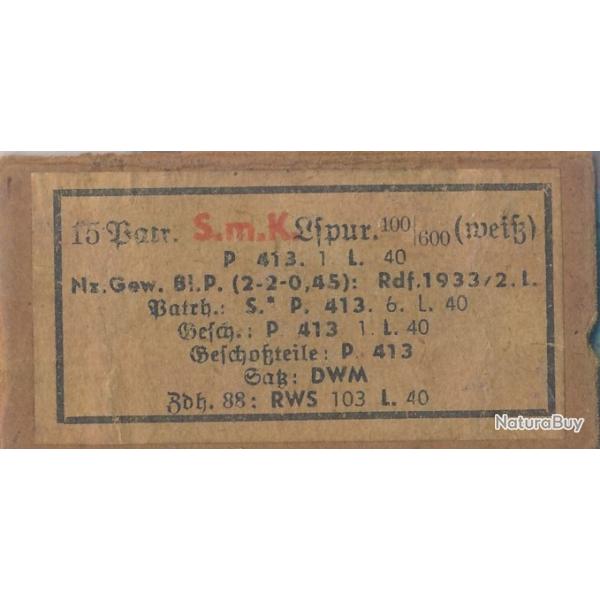 15 Patr. S.m.K Lspur. 100/600 (weiß)
P 413. 1. L. 40
Nz. Gew. Bl. P. (2-2-0,45): Rdf. 1933/2. L.
Patrh.: S.* P. 413. 6. L. 40
Gesch.: P. 413 1. L. 40
Geschoßteile: P. 413
Satz: DWM
Zdh. 88: RWS 103 L. 40
NaturaBuy